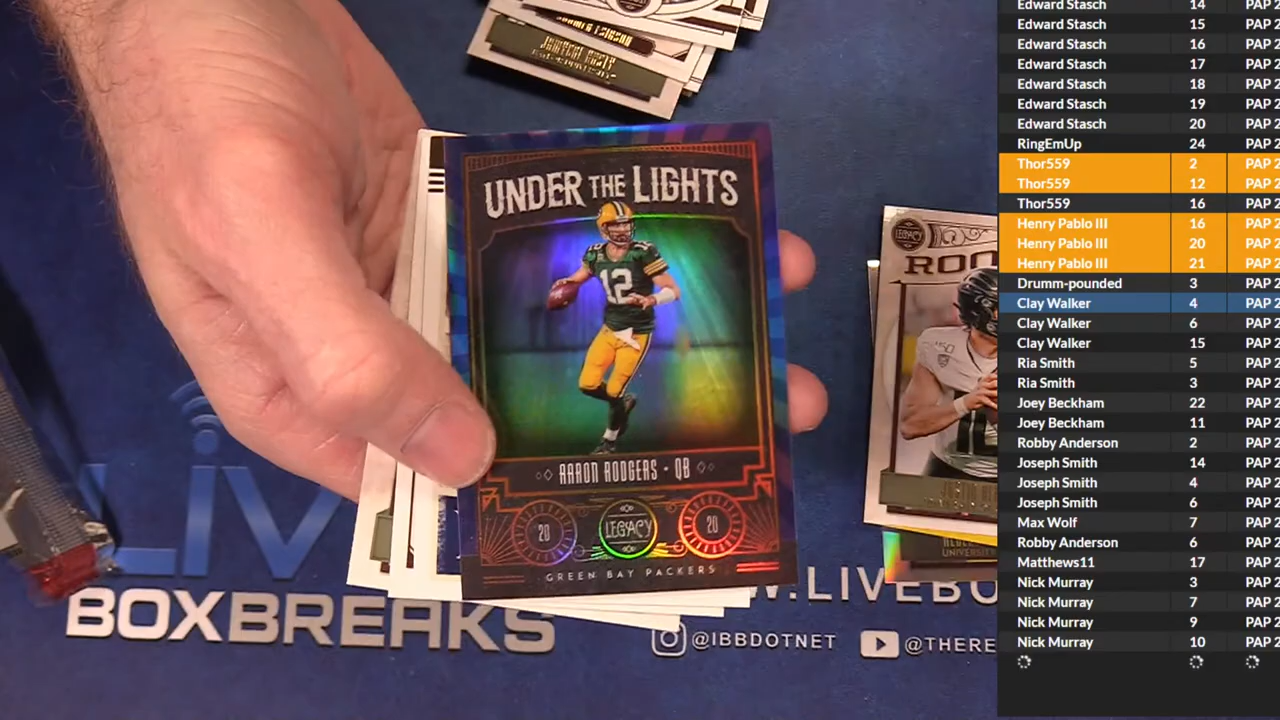 UNDER THE LIGHTS
12
AARON RODGERS · QB
20
LEGACY
20
GREEN BAY PACKERS
LEGACY
ROO
UNIVERSITY
LIV
BOXBREAKS
W.LIVEBO
@IBBDOTNET
@THERE
Edward Stasch 14 PAP 2
Edward Stasch 15 PAP 2
Edward Stasch 16 PAP 2
Edward Stasch 17 PAP 2
Edward Stasch 18 PAP 2
Edward Stasch 19 PAP 2
Edward Stasch 20 PAP 2
RingEmUp 24 PAP 2
Thor559 2 PAP 2
Thor559 12 PAP 2
Thor559 16 PAP 2
Henry Pablo III 16 PAP 2
Henry Pablo III 20 PAP 2
Henry Pablo III 21 PAP 2
Drumm-pounded 3 PAP 2
Clay Walker 4 PAP 2
Clay Walker 6 PAP 2
Clay Walker 15 PAP 2
Ria Smith 5 PAP 2
Ria Smith 3 PAP 2
Joey Beckham 22 PAP 2
Joey Beckham 11 PAP 2
Robby Anderson 2 PAP 2
Joseph Smith 14 PAP 2
Joseph Smith 4 PAP 2
Joseph Smith 6 PAP 2
Max Wolf 7 PAP 2
Robby Anderson 6 PAP 2
Matthews11 17 PAP 2
Nick Murray 3 PAP 2
Nick Murray 7 PAP 2
Nick Murray 9 PAP 2
Nick Murray 10 PAP 2